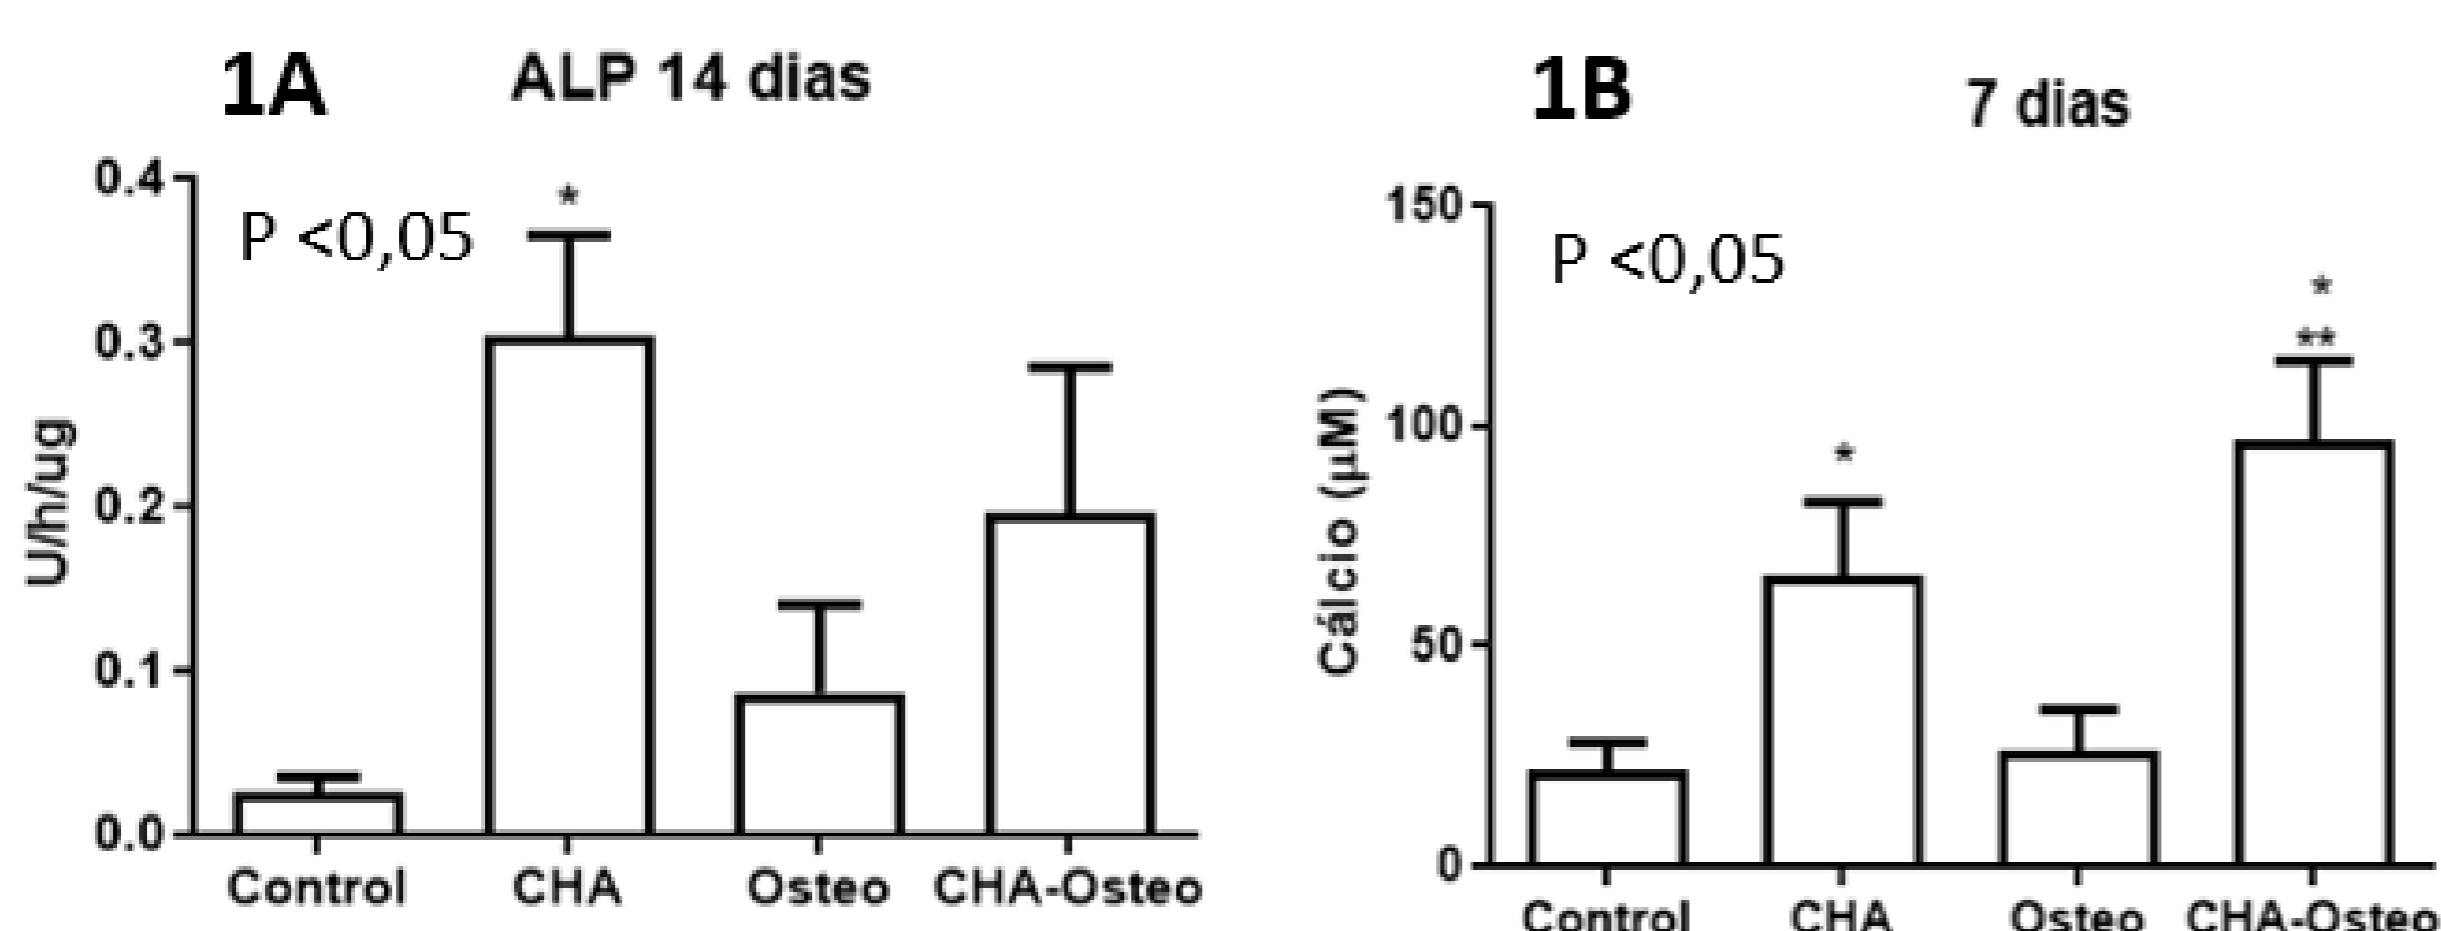 1A
ALP 14 dias
0.4
0.3
0.2
0.1
0.0
U/h/ug
P <0,05
*
Control
CHA
Osteo
CHA-Osteo
1B
7 dias
150
100
50
0
Cálcio (μM)
P <0,05
*
*
**
Control
CHA
Osteo
CHA-Osteo